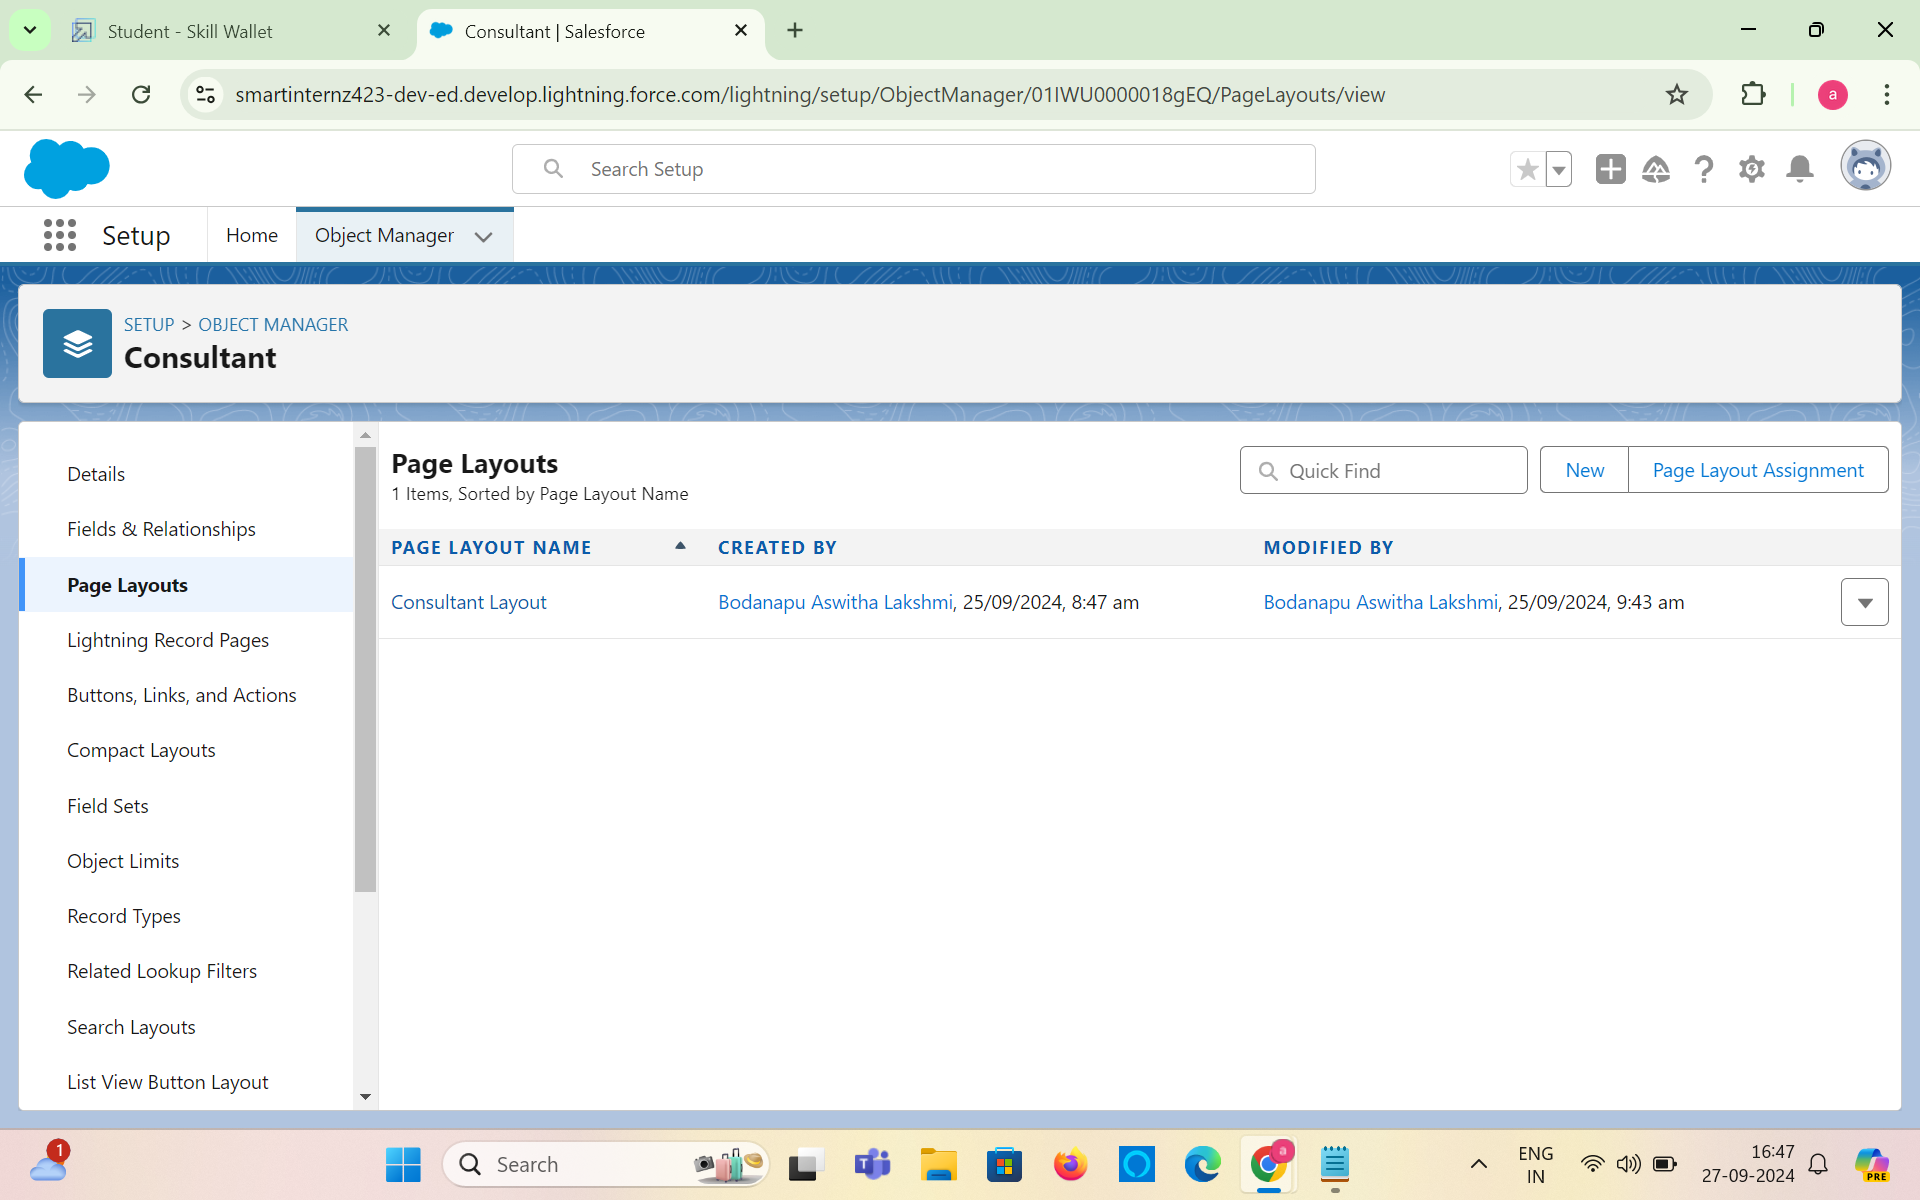 Student - Skill Wallet
Consultant | Salesforce
smartinternz423-dev-ed.develop.lightning.force.com/lightning/setup/ObjectManager/01IWU0000018gEQ/PageLayouts/view
a
Search Setup
Setup
Home
Object Manager
SETUP > OBJECT MANAGER
Consultant
Details
Fields & Relationships
Page Layouts
Lightning Record Pages
Buttons, Links, and Actions
Compact Layouts
Field Sets
Object Limits
Record Types
Related Lookup Filters
Search Layouts
List View Button Layout
Page Layouts
1 Items, Sorted by Page Layout Name
Quick Find
New
Page Layout Assignment
PAGE LAYOUT NAME CREATED BY MODIFIED BY
Consultant Layout Bodanapu Aswitha Lakshmi, 25/09/2024, 8:47 am Bodanapu Aswitha Lakshmi, 25/09/2024, 9:43 am
1
Search
a
ENG
IN
16:47
27-09-2024
PRE